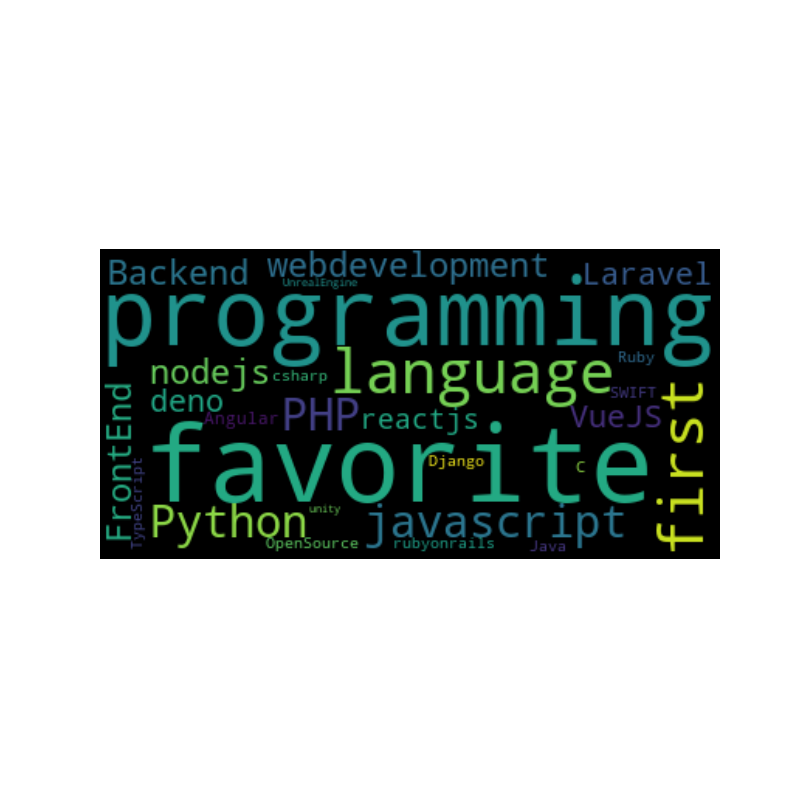 Backend
webdevelopment
Laravel
UnrealEngine
programming
Ruby
nodejs
csharp
language
SWIFT
deno
Angular
PHP
reactjs
VueJS
FrontEnd
TypeScript
favorite
Django
C
first
Python
unity
javascript
OpenSource
rubyonrails
Java